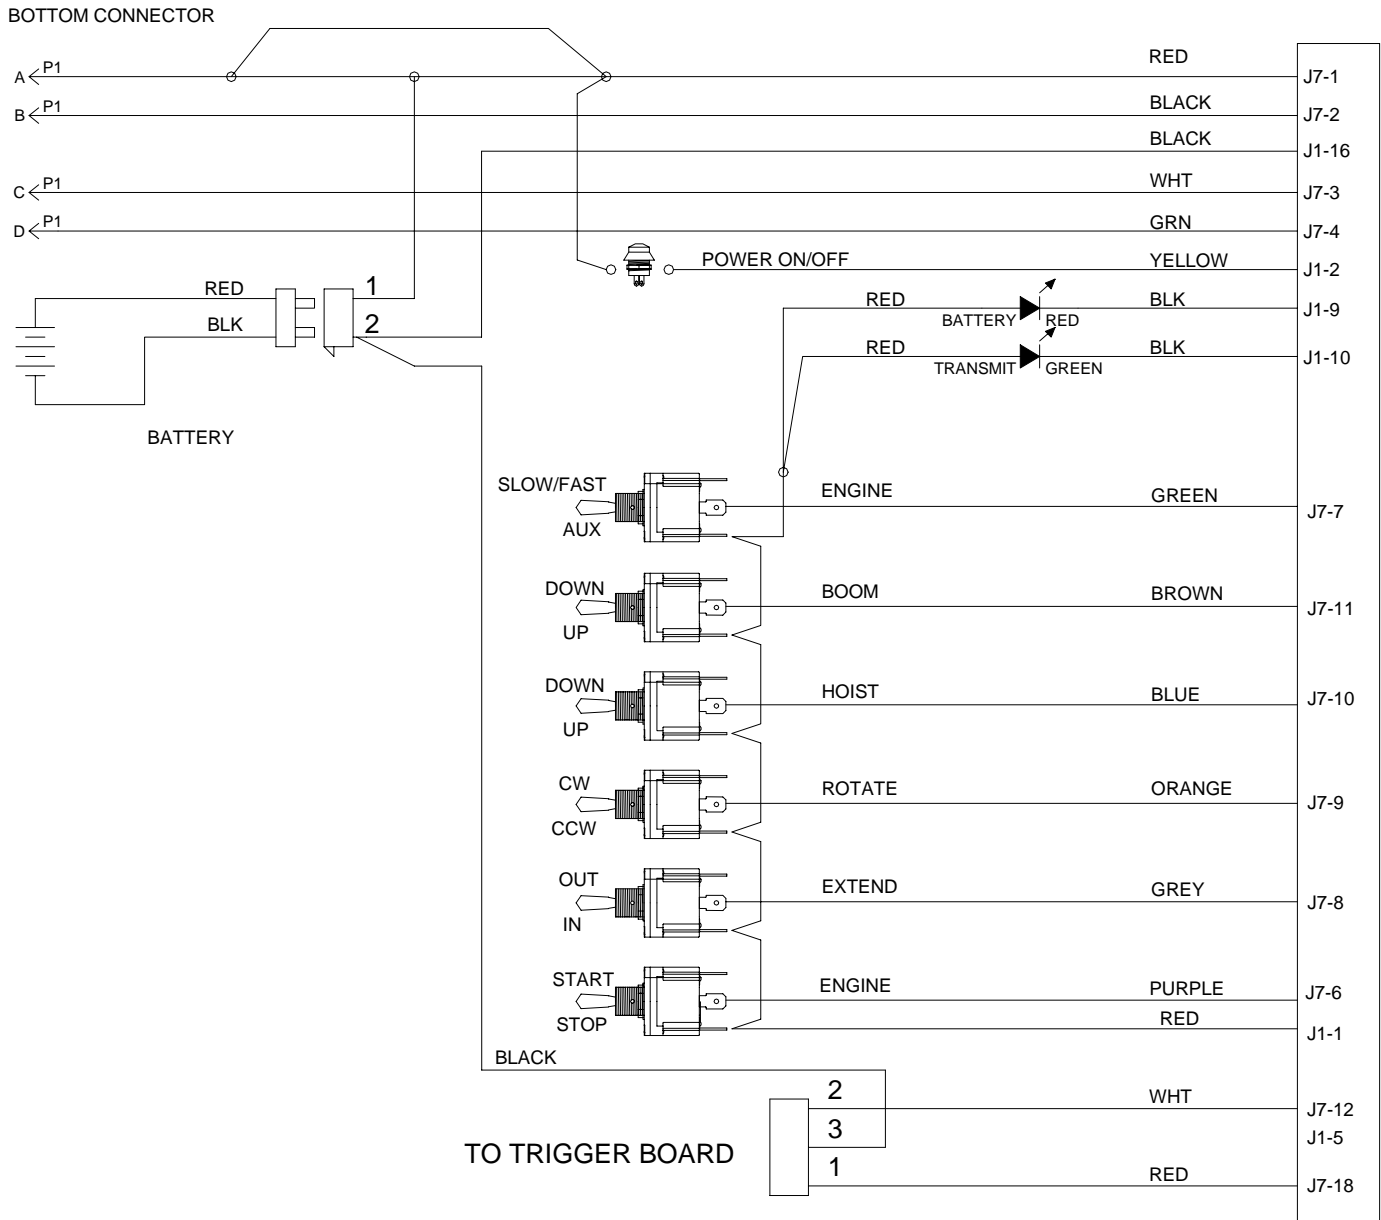 BOTTOM CONNECTOR
A P1 RED J7-1
B P1 BLACK J7-2
BLACK J1-16
C P1 WHT J7-3
D P1 GRN J7-4
POWER ON/OFF YELLOW J1-2
RED 1 RED BLK J1-9
BATTERY RED
BLK 2 RED BLK J1-10
TRANSMIT GREEN
BATTERY
SLOW/FAST ENGINE GREEN J7-7
AUX
DOWN BOOM BROWN J7-11
UP
DOWN HOIST BLUE J7-10
UP
CW ROTATE ORANGE J7-9
CCW
OUT EXTEND GREY J7-8
IN
START ENGINE PURPLE J7-6
STOP RED J1-1
BLACK
2 WHT J7-12
3 J1-5
TO TRIGGER BOARD
1 RED J7-18